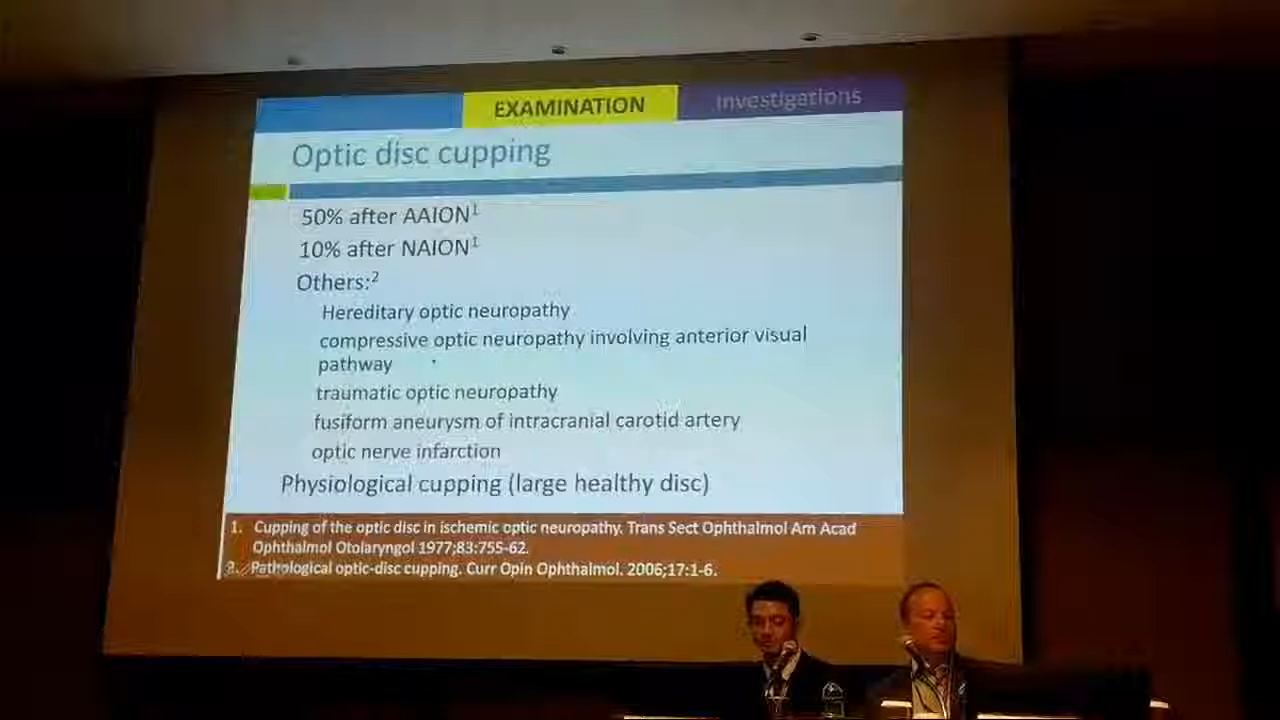 EXAMINATION
Investigations
Optic disc cupping
50% after AAION¹
10% after NAION¹
Others:²
Hereditary optic neuropathy
compressive optic neuropathy involving anterior visual
pathway
traumatic optic neuropathy
fusiform aneurysm of intracranial carotid artery
optic nerve infarction
Physiological cupping (large healthy disc)
1. Cupping of the optic disc in ischemic optic neuropathy. Trans Sect Ophthalmol Am Acad
Ophthalmol Otolaryngol 1977;83:755-62.
2. Pathological optic-disc cupping. Curr Opin Ophthalmol. 2006;17:1-6.